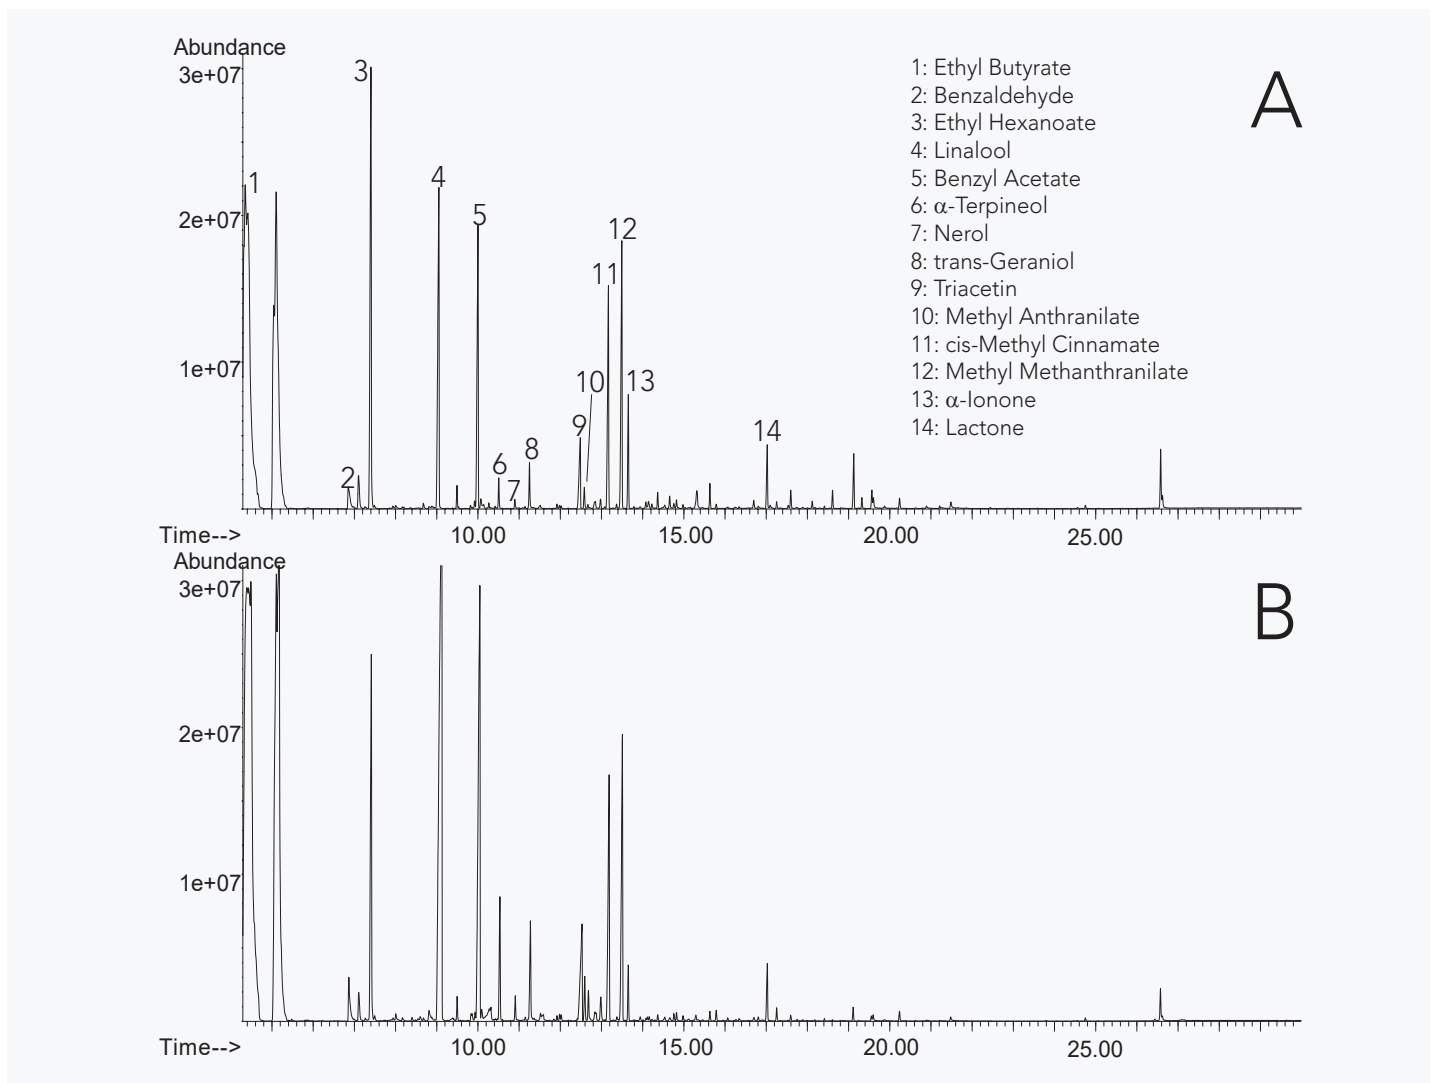 Abundance
3e+07
2e+07
1e+07
1
2
3
4
5
6
7
8
9
10
11
12
13
14
1: Ethyl Butyrate
2: Benzaldehyde
3: Ethyl Hexanoate
4: Linalool
5: Benzyl Acetate
6: α-Terpineol
7: Nerol
8: trans-Geraniol
9: Triacetin
10: Methyl Anthranilate
11: cis-Methyl Cinnamate
12: Methyl Methanthranilate
13: α-Ionone
14: Lactone
A
Time--> 10.00 15.00 20.00 25.00
Abundance
3e+07
2e+07
1e+07
B
Time--> 10.00 15.00 20.00 25.00